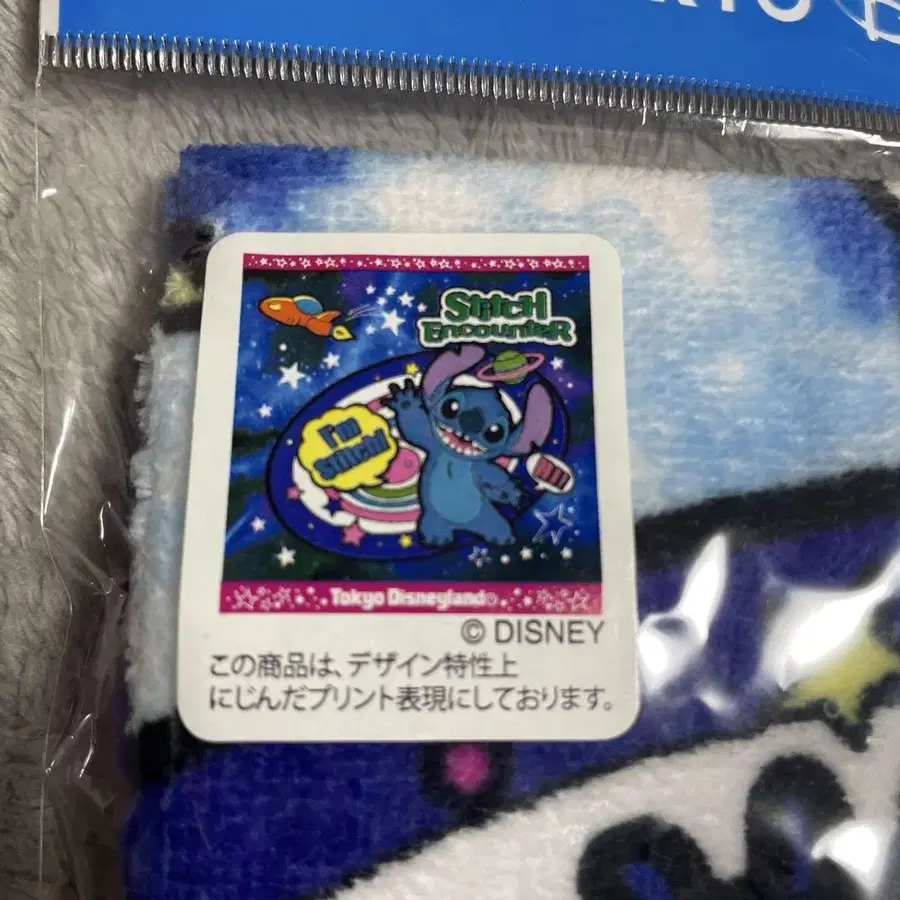 Stitch
Encounter
I'm
Stitch!
Tokyo Disneyland®
© DISNEY
この商品は、デザイン特性上
にじんだプリント表現にしております。